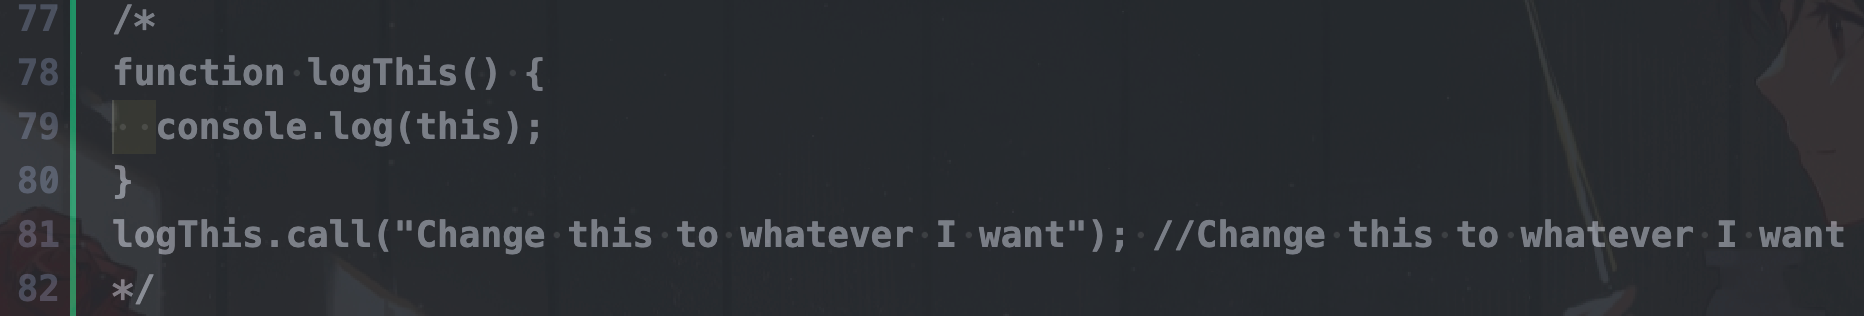 77 /*
78 function logThis() {
79   console.log(this);
80 }
81 logThis.call("Change this to whatever I want"); //Change this to whatever I want
82 */